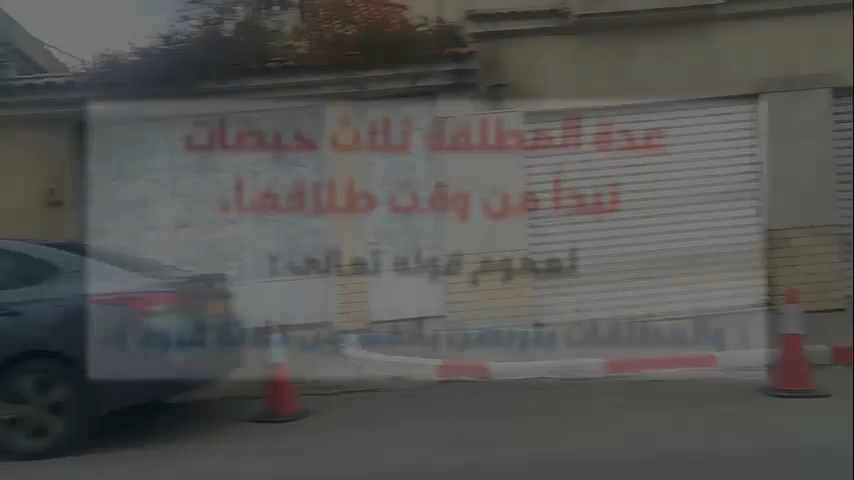 عدة المطلقة ثلاث حيضات
تبدأ من وقت طلاقها.
لعموم قوله تعالى:
والمطلقات يتربصن بأنفسهن ثلاثة قروء